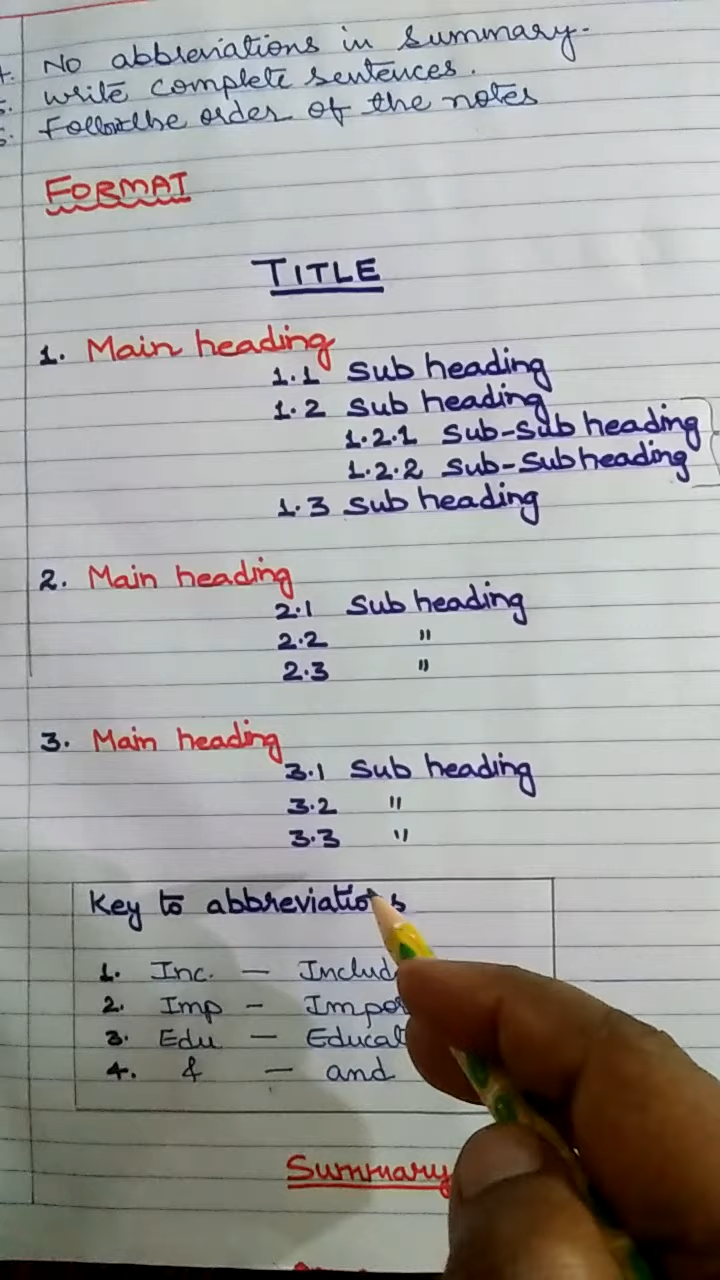 No abbreviations in summary.
write complete sentences.
Follow the order of the notes
FORMAT
TITLE
1. Main heading
1.1 Sub heading
1.2 Sub heading
1.2.1 Sub-Sub heading
1.2.2 Sub-Sub heading
1.3 Sub heading
2. Main heading
2.1 Sub heading
2.2 "
2.3 "
3. Main heading
3.1 Sub heading
3.2 "
3.3 "
Key to abbreviations
1. Inc. - Includ
2. Imp - Impo
3. Edu - Educat
4. & - and
Summary